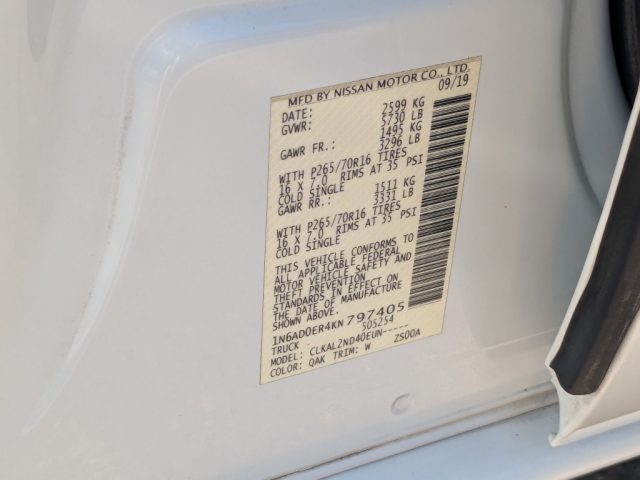 MFD BY NISSAN MOTOR CO., LTD.
DATE: 09/19
GVWR: 2599 KG
5730 LB
GAWR FR.: 1495 KG
3296 LB
WITH P265/70R16 TIRES
16 X 7.0 RIMS AT 35 PSI
COLD SINGLE
GAWR RR.: 1511 KG
3331 LB
WITH P265/70R16 TIRES
16 X 7.0 RIMS AT 35 PSI
COLD SINGLE
THIS VEHICLE CONFORMS TO
ALL APPLICABLE FEDERAL
MOTOR VEHICLE SAFETY AND
THEFT PREVENTION
STANDARDS IN EFFECT ON
THE DATE OF MANUFACTURE
SHOWN ABOVE.
1N6AD0ER4KN797405
TRUCK 505254
MODEL: CLKAL2ND40EUN-----
COLOR: QAK TRIM: W ZS00A